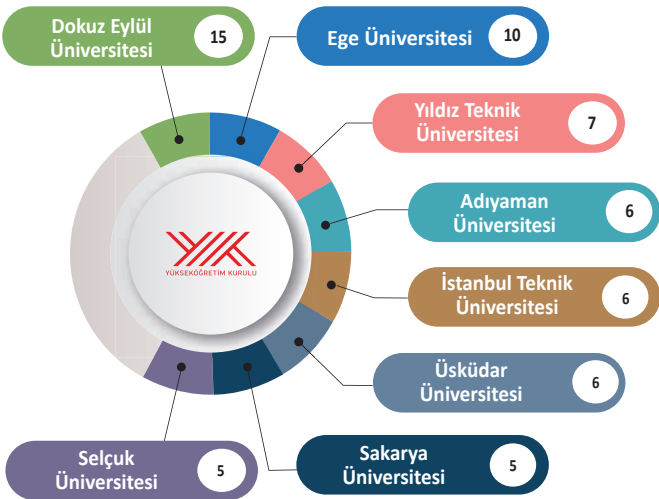 Dokuz Eylül
Üniversitesi
15
Ege Üniversitesi
10
Yıldız Teknik
Üniversitesi
7
Adıyaman
Üniversitesi
6
İstanbul Teknik
Üniversitesi
6
Üsküdar
Üniversitesi
6
Sakarya
Üniversitesi
5
Selçuk
Üniversitesi
5
YÜKSEKÖĞRETİM KURULU